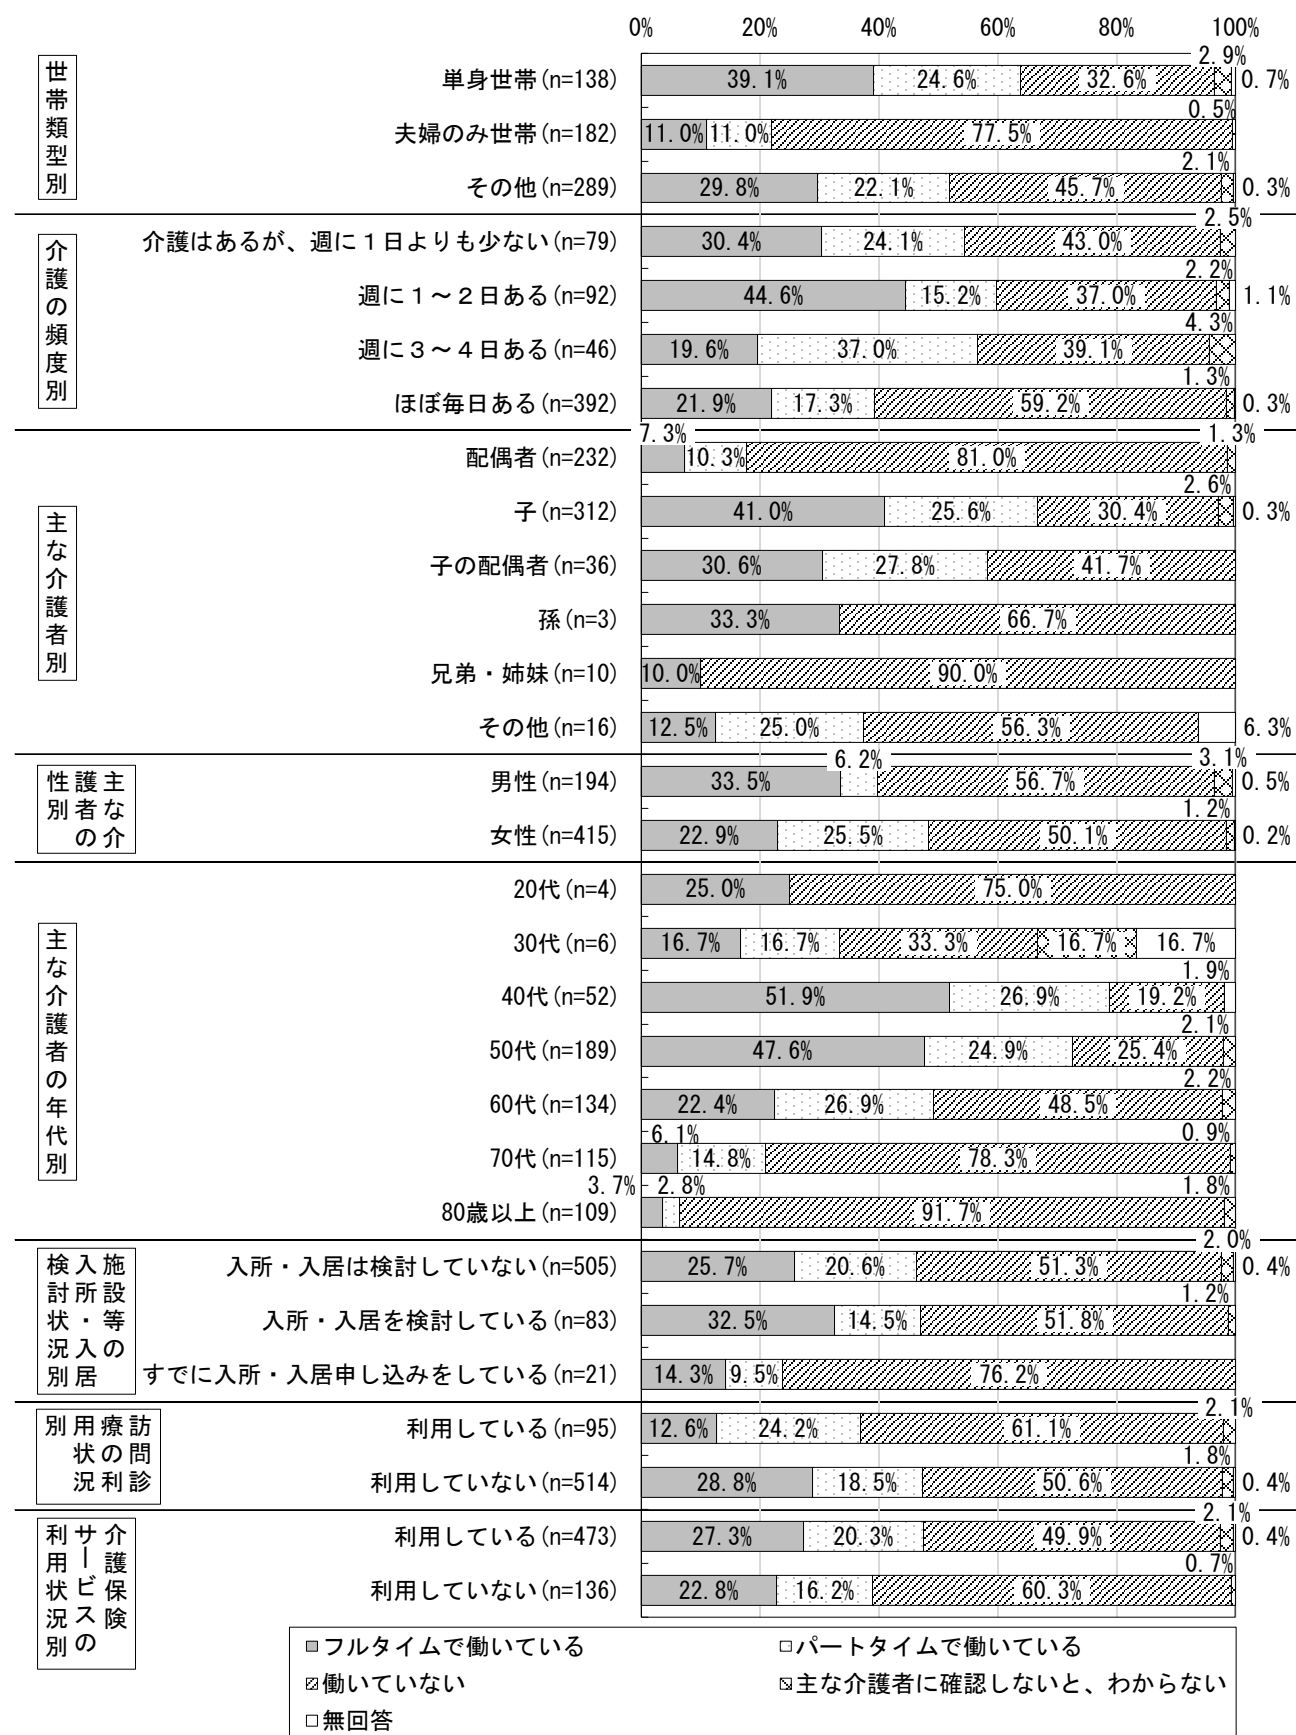 0% 20% 40% 60% 80% 100%
世帯類型別
2.9%
単身世帯(n=138) 39.1% 24.6% 32.6% 0.7%
0.5%
夫婦のみ世帯(n=182) 11.0% 11.0% 77.5%
2.1%
その他(n=289) 29.8% 22.1% 45.7% 0.3%
介護の頻度別
2.5%
介護はあるが、週に１日よりも少ない(n=79) 30.4% 24.1% 43.0%
2.2%
週に１～２日ある(n=92) 44.6% 15.2% 37.0% 1.1%
4.3%
週に３～４日ある(n=46) 19.6% 37.0% 39.1%
1.3%
ほぼ毎日ある(n=392) 21.9% 17.3% 59.2% 0.3%
主な介護者別
7.3% 1.3%
配偶者(n=232) 10.3% 81.0%
2.6%
子(n=312) 41.0% 25.6% 30.4% 0.3%
子の配偶者(n=36) 30.6% 27.8% 41.7%
孫(n=3) 33.3% 66.7%
兄弟・姉妹(n=10) 10.0% 90.0%
その他(n=16) 12.5% 25.0% 56.3% 6.3%
主な介
護者の
性別
6.2% 3.1%
男性(n=194) 33.5% 56.7% 0.5%
1.2%
女性(n=415) 22.9% 25.5% 50.1% 0.2%
主な介護者の年代別
20代(n=4) 25.0% 75.0%
30代(n=6) 16.7% 16.7% 33.3% 16.7% 16.7%
1.9%
40代(n=52) 51.9% 26.9% 19.2%
2.1%
50代(n=189) 47.6% 24.9% 25.4%
2.2%
60代(n=134) 22.4% 26.9% 48.5%
6.1% 0.9%
70代(n=115) 14.8% 78.3%
3.7% 2.8% 1.8%
80歳以上(n=109) 91.7%
施設等の
入所・入居
検討状況別
2.0%
入所・入居は検討していない(n=505) 25.7% 20.6% 51.3% 0.4%
1.2%
入所・入居を検討している(n=83) 32.5% 14.5% 51.8%
すでに入所・入居申し込みをしている(n=21) 14.3% 9.5% 76.2%
訪問診
療の利
用状況
別
2.1%
利用している(n=95) 12.6% 24.2% 61.1%
1.8%
利用していない(n=514) 28.8% 18.5% 50.6% 0.4%
介護保険
サービスの
利用状況別
2.1%
利用している(n=473) 27.3% 20.3% 49.9% 0.4%
0.7%
利用していない(n=136) 22.8% 16.2% 60.3%
フルタイムで働いている パートタイムで働いている
働いていない 主な介護者に確認しないと、わからない
無回答